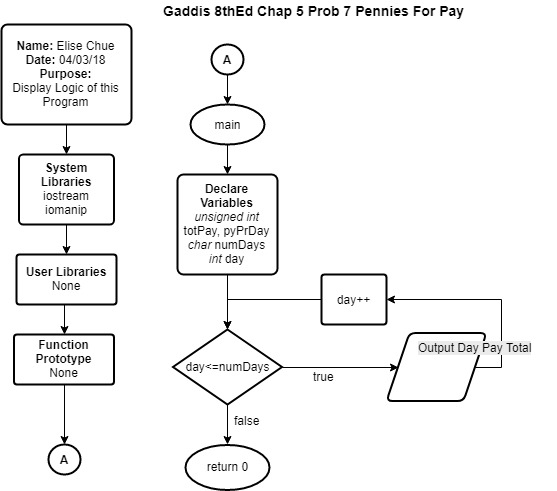 Gaddis 8thEd Chap 5 Prob 7 Pennies For Pay
Name: Elise Chue
Date: 04/03/18
Purpose:
Display Logic of this
Program
System
Libraries
iostream
iomanip
User Libraries
None
Function
Prototype
None
A
A
main
Declare
Variables
unsigned int
totPay, pyPrDay
char numDays
int day
day++
day<=numDays
true
Output Day Pay Total
false
return 0